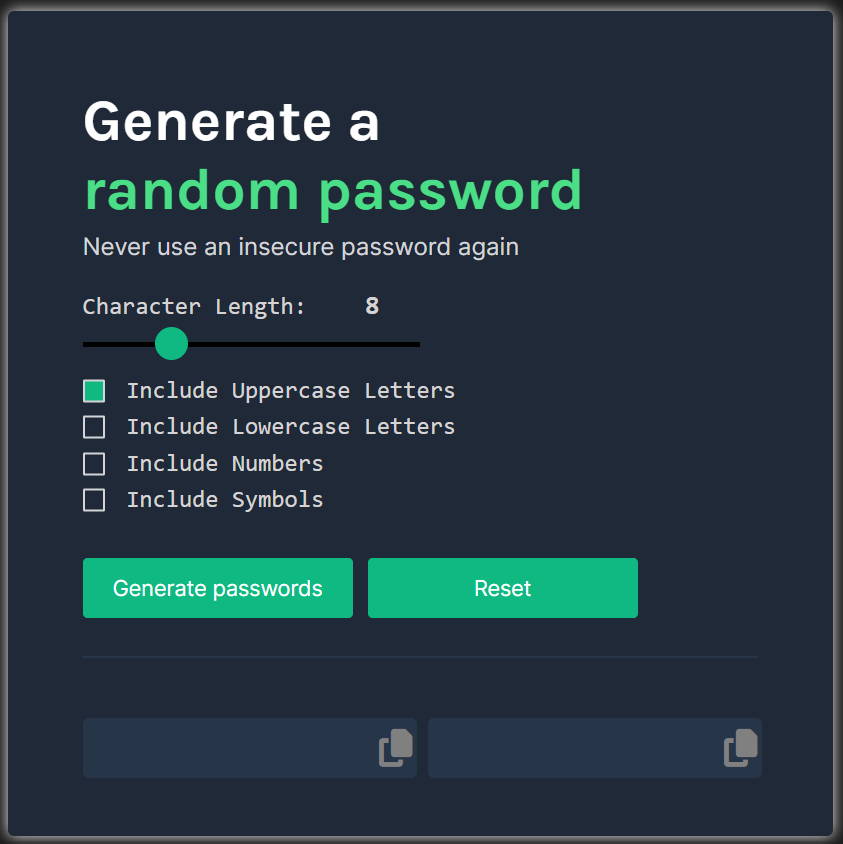 Generate a
random password
Never use an insecure password again
Character Length: 8
Include Uppercase Letters
Include Lowercase Letters
Include Numbers
Include Symbols
Generate passwords
Reset